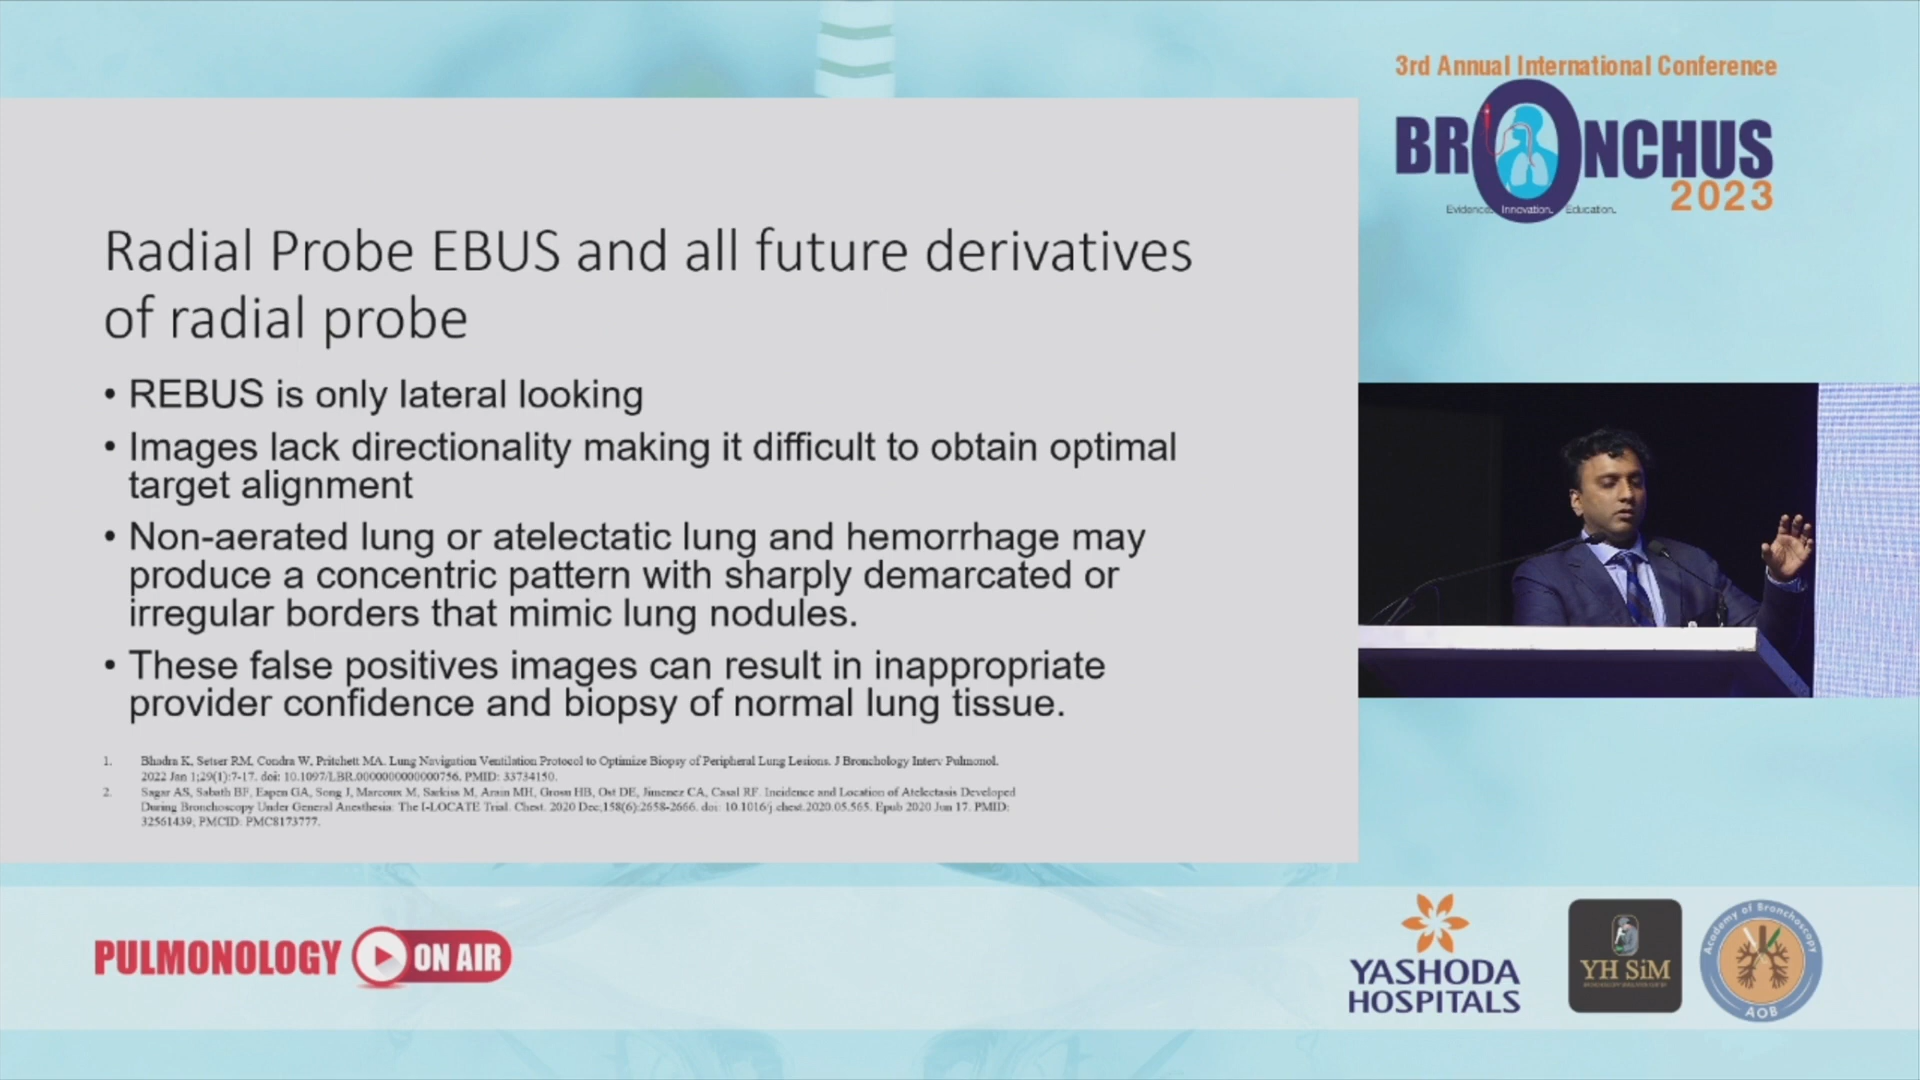 3rd Annual International Conference
BRONCHUS
2023
Evidence. Innovation. Education.
Radial Probe EBUS and all future derivatives
of radial probe
• REBUS is only lateral looking
• Images lack directionality making it difficult to obtain optimal
target alignment
• Non-aerated lung or atelectatic lung and hemorrhage may
produce a concentric pattern with sharply demarcated or
irregular borders that mimic lung nodules.
• These false positives images can result in inappropriate
provider confidence and biopsy of normal lung tissue.
1. Bhadra K, Setser RM, Condra W, Pritchett MA. Lung Navigation Ventilation Protocol to Optimize Biopsy of Peripheral Lung Lesions. J Bronchology Interv Pulmonol.
2022 Jan 1;29(1):7-17. doi: 10.1097/LBR.0000000000000756. PMID: 33734150.
2. Sagar AS, Sabath BF, Eapen GA, Song J, Marcoux M, Sarkiss M, Arain MH, Grosu HB, Ost DE, Jimenez CA, Casal RF. Incidence and Location of Atelectasis Developed
During Bronchoscopy Under General Anesthesia: The I-LOCATE Trial. Chest. 2020 Dec;158(6):2658-2666. doi: 10.1016/j.chest.2020.05.565. Epub 2020 Jun 17. PMID:
32561439; PMCID: PMC8173777.
PULMONOLOGY ON AIR
YASHODA
HOSPITALS
YH SiM
Academy of Bronchoscopy
AOB